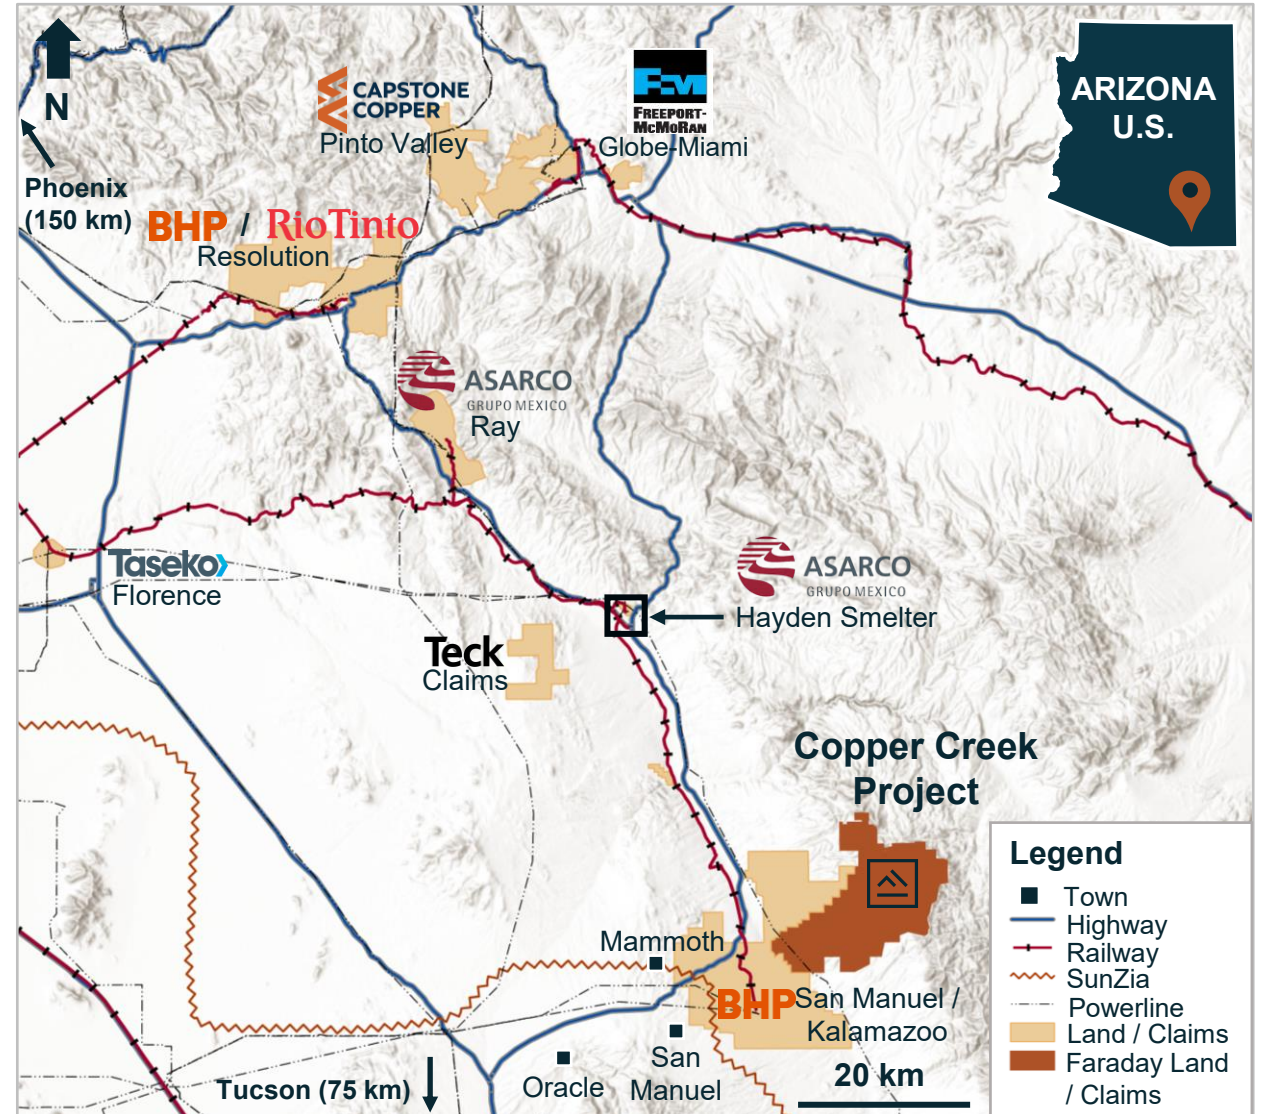 N
Phoenix
(150 km)
CAPSTONE
COPPER
Pinto Valley
FM
FREEPORT-
MCMORAN
Globe-Miami
ARIZONA
U.S.
BHP / RioTinto
Resolution
ASARCO
GRUPO MEXICO
Ray
Taseko
Florence
ASARCO
GRUPO MEXICO
Hayden Smelter
Teck
Claims
Copper Creek
Project
Mammoth
BHP San Manuel /
Kalamazoo
San
Manuel
Oracle
Tucson (75 km)
20 km
Legend
Town
Highway
Railway
SunZia
Powerline
Land / Claims
Faraday Land
/ Claims